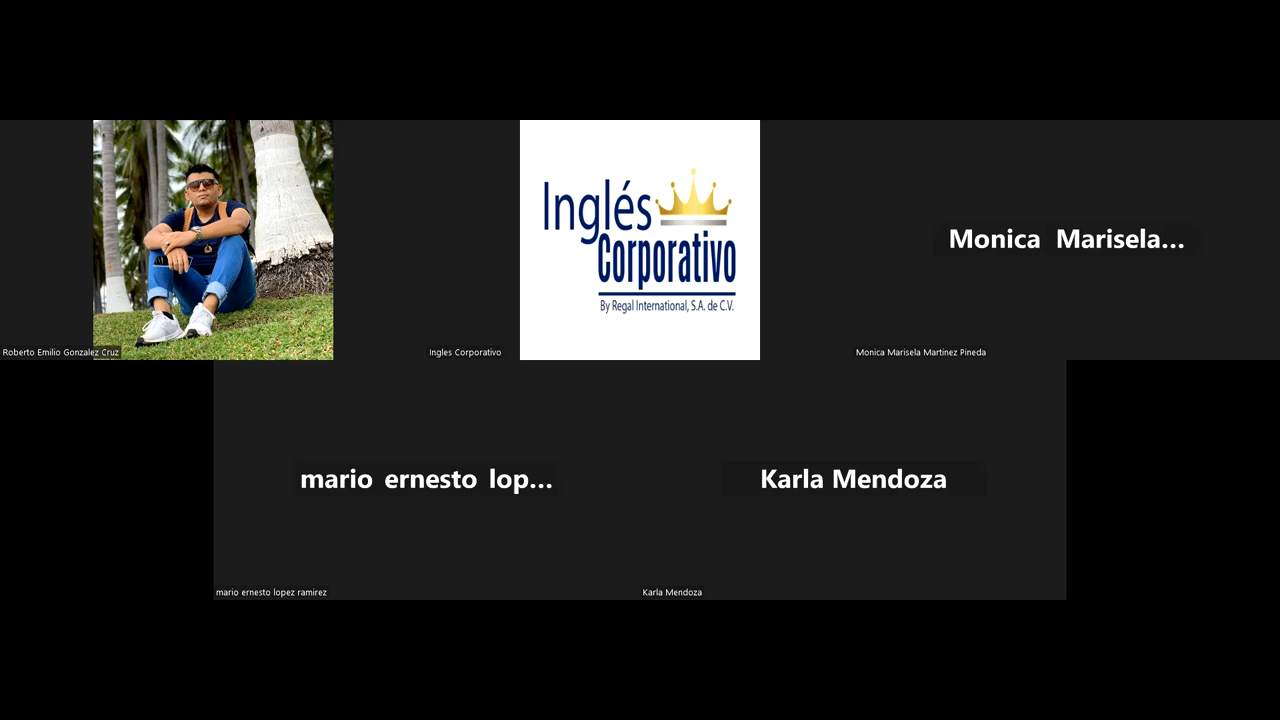 Inglés
Corporativo
By Regal International, S.A. de C.V.
Monica Marisela...
Roberto Emilio Gonzalez Cruz
Ingles Corporativo
Monica Marisela Martinez Pineda
mario ernesto lop...
Karla Mendoza
mario ernesto lopez ramirez
Karla Mendoza